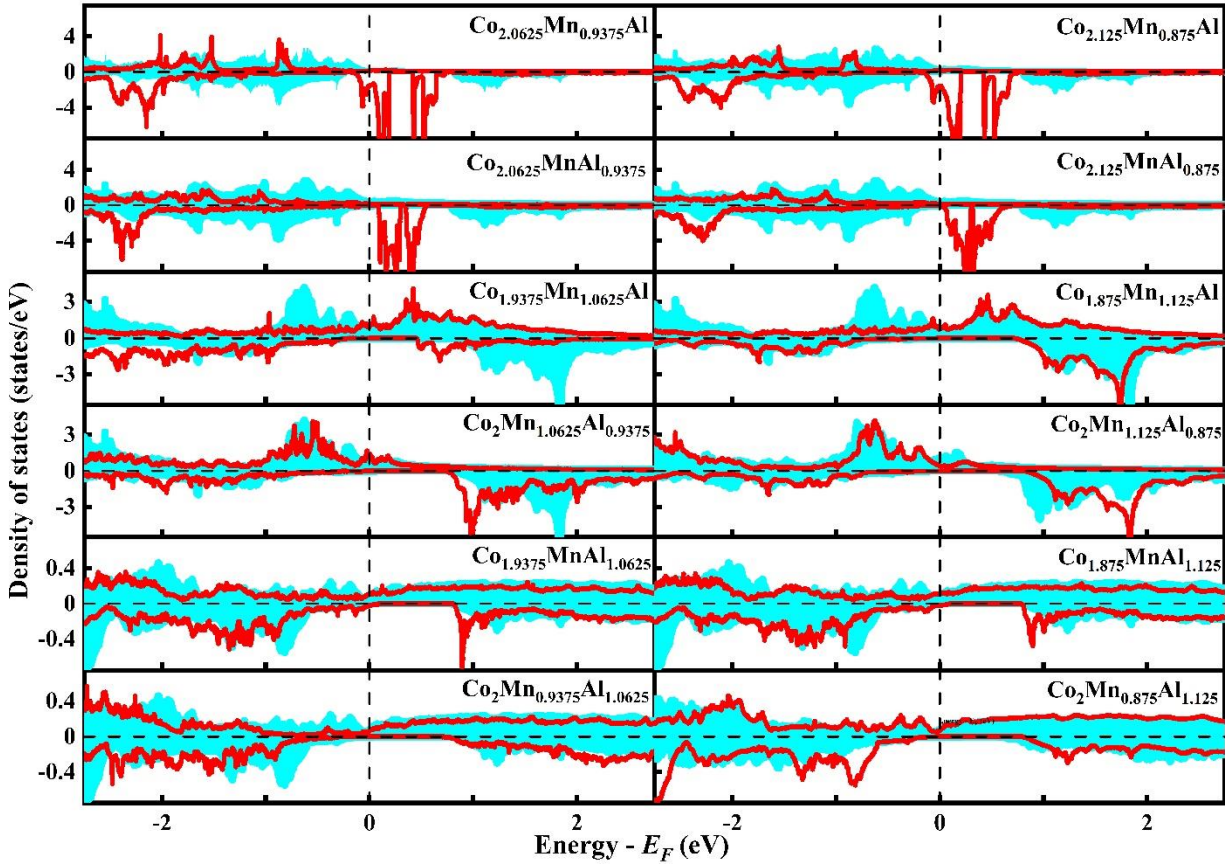 Co2.0625Mn0.9375Al
Co2.125Mn0.875Al
4
0
-4
Co2.0625MnAl0.9375
Co2.125MnAl0.875
4
0
-4
Co1.9375Mn1.0625Al
Co1.875Mn1.125Al
3
0
-3
Co2Mn1.0625Al0.9375
Co2Mn1.125Al0.875
3
0
-3
Co1.9375MnAl1.0625
Co1.875MnAl1.125
0.4
0
-0.4
Co2Mn0.9375Al1.0625
Co2Mn0.875Al1.125
0.4
0
-0.4
-2
0
2
-2
0
2
Density of states (states/eV)
Energy - EF (eV)